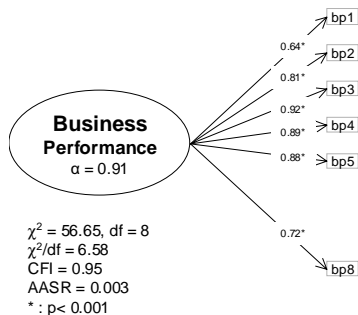 bp1
0.64*
bp2
0.81*
bp3
0.92*
Business
Performance
α = 0.91
bp4
0.89*
bp5
0.88*
0.72*
bp8
χ² = 56.65, df = 8
χ²/df = 6.58
CFI = 0.95
AASR = 0.003
* : p< 0.001